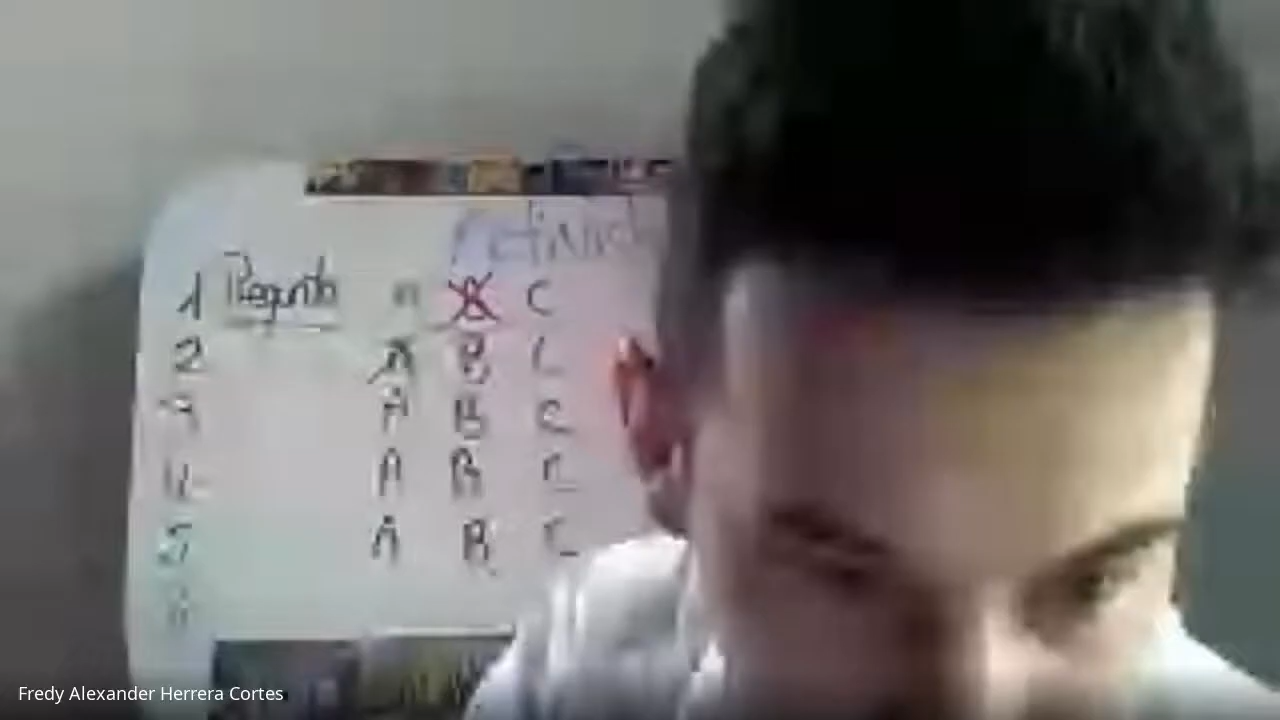 1 Pregunta A B C
2 A B C
3 A B C
4 A B C
5 A B C
Fredy Alexander Herrera Cortes